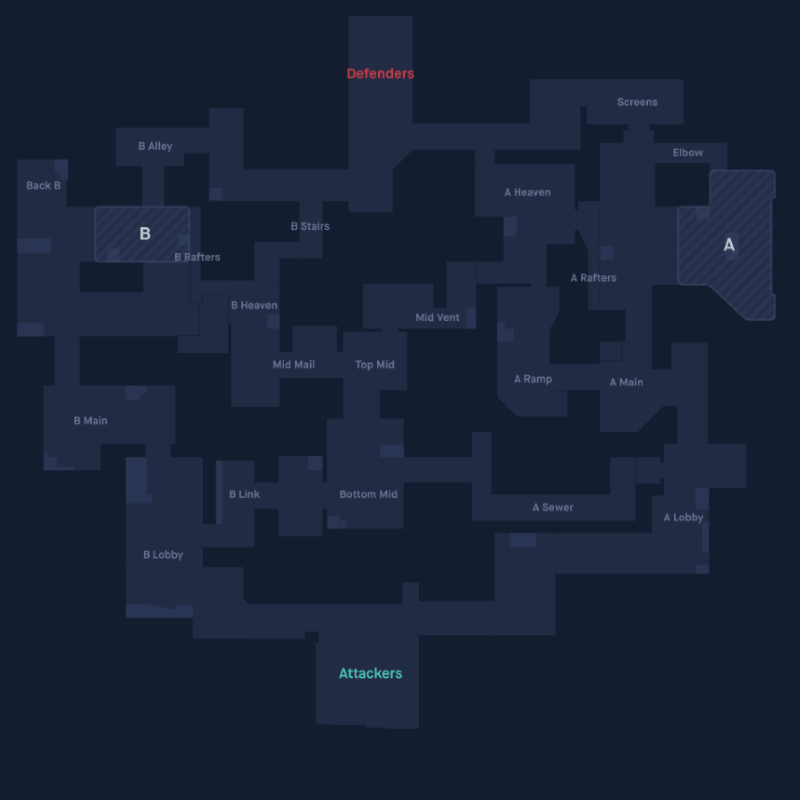 Defenders
Screens
B Alley
Elbow
Back B
A Heaven
B Stairs
B
A
B Rafters
A Rafters
B Heaven
Mid Vent
Mid Mail
Top Mid
A Ramp
A Main
B Main
B Link
Bottom Mid
A Sewer
A Lobby
B Lobby
Attackers